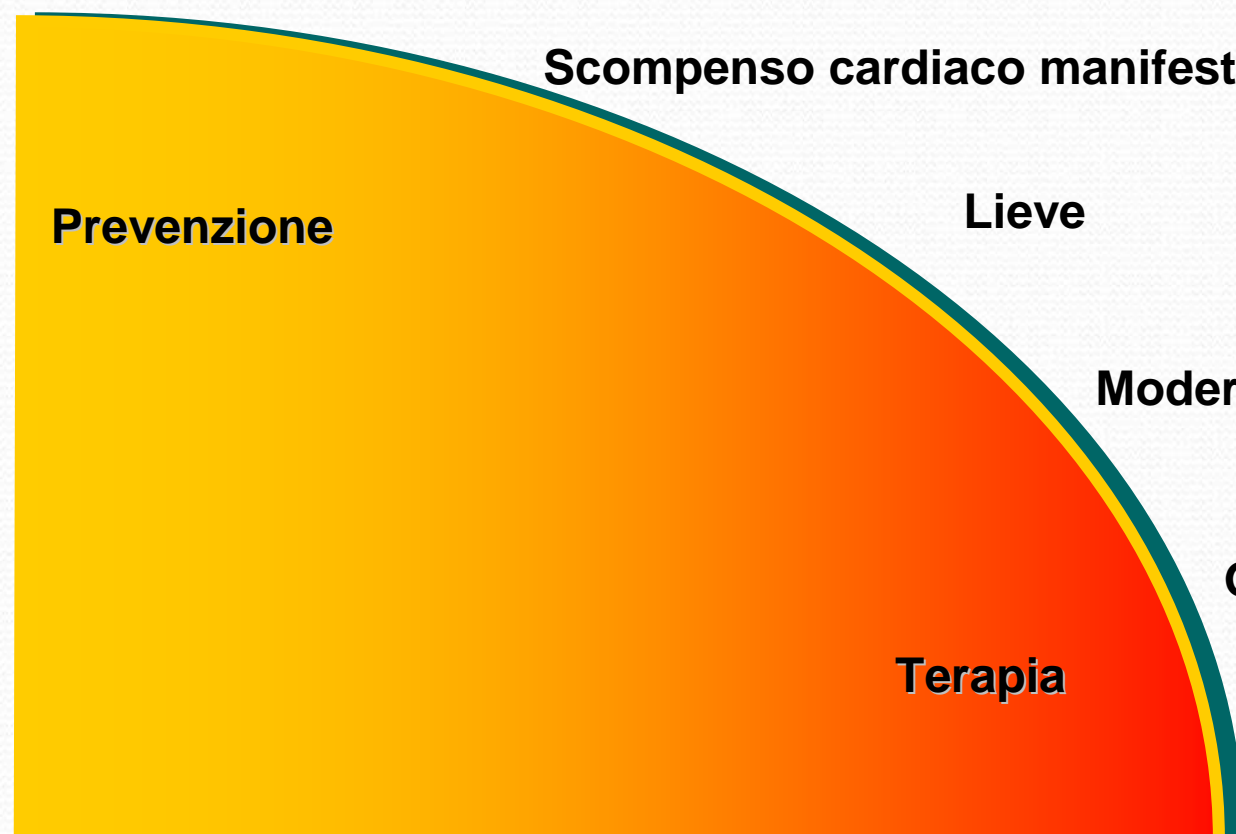 Scompenso cardiaco manifest
Prevenzione
Lieve
Moder
Terapia